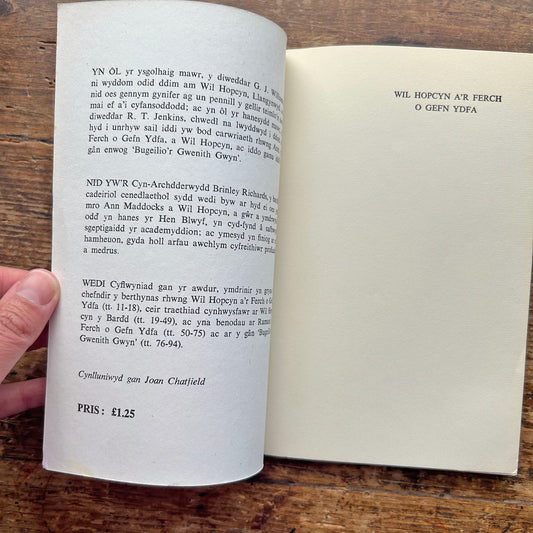 YN ÔL yr ysgolhaig mawr, y diweddar G. J. Willi
ni wyddom odid ddim am Wil Hopcyn, Llangynwyd
nid oes gennym gynifer ag un pennill y gellir
mai ef a'i cyfansoddodd; ac yn ôl yr hanesydd
diweddar R. T. Jenkins, chwedl na lwyddwyd i
hyd i unrhyw sail iddi yw bod carwriaeth rhwng
Ferch o Gefn Ydfa, a Wil Hopcyn, ac iddo ganu
gân enwog 'Bugeilio'r Gwenith Gwyn'.
NID YW'R Cyn-Archdderwydd Brinley Richards, y
cadeiriol cenedlaethol sydd wedi byw ar hyd ei oes
mro Ann Maddocks a Wil Hopcyn, a gŵr a
odd yn hanes yr Hen Blwyf, yn cyd-fynd â
sgeptigaidd yr academyddion; ac ymesyd yn ffyrnig
hamheuon, gyda holl arfau awchlym cyfreithiwr
a medrus.
WEDI Cyflwyniad gan yr awdur, ymdrinir yn
chefndir y berthynas rhwng Wil Hopcyn a'r Ferch o
Ydfa (tt. 11-18), ceir traethiad cynhwysfawr ar Wil
cyn y Bardd (tt. 19-49), ac yna benodau ar
Ferch o Gefn Ydfa (tt. 50-75) ac ar y gân 'Bugeilio
Gwenith Gwyn' (tt. 76-94).
Cynlluniwyd gan Joan Chatfield
PRIS: £1.25
WIL HOPCYN A'R FERCH
O GEFN YDFA